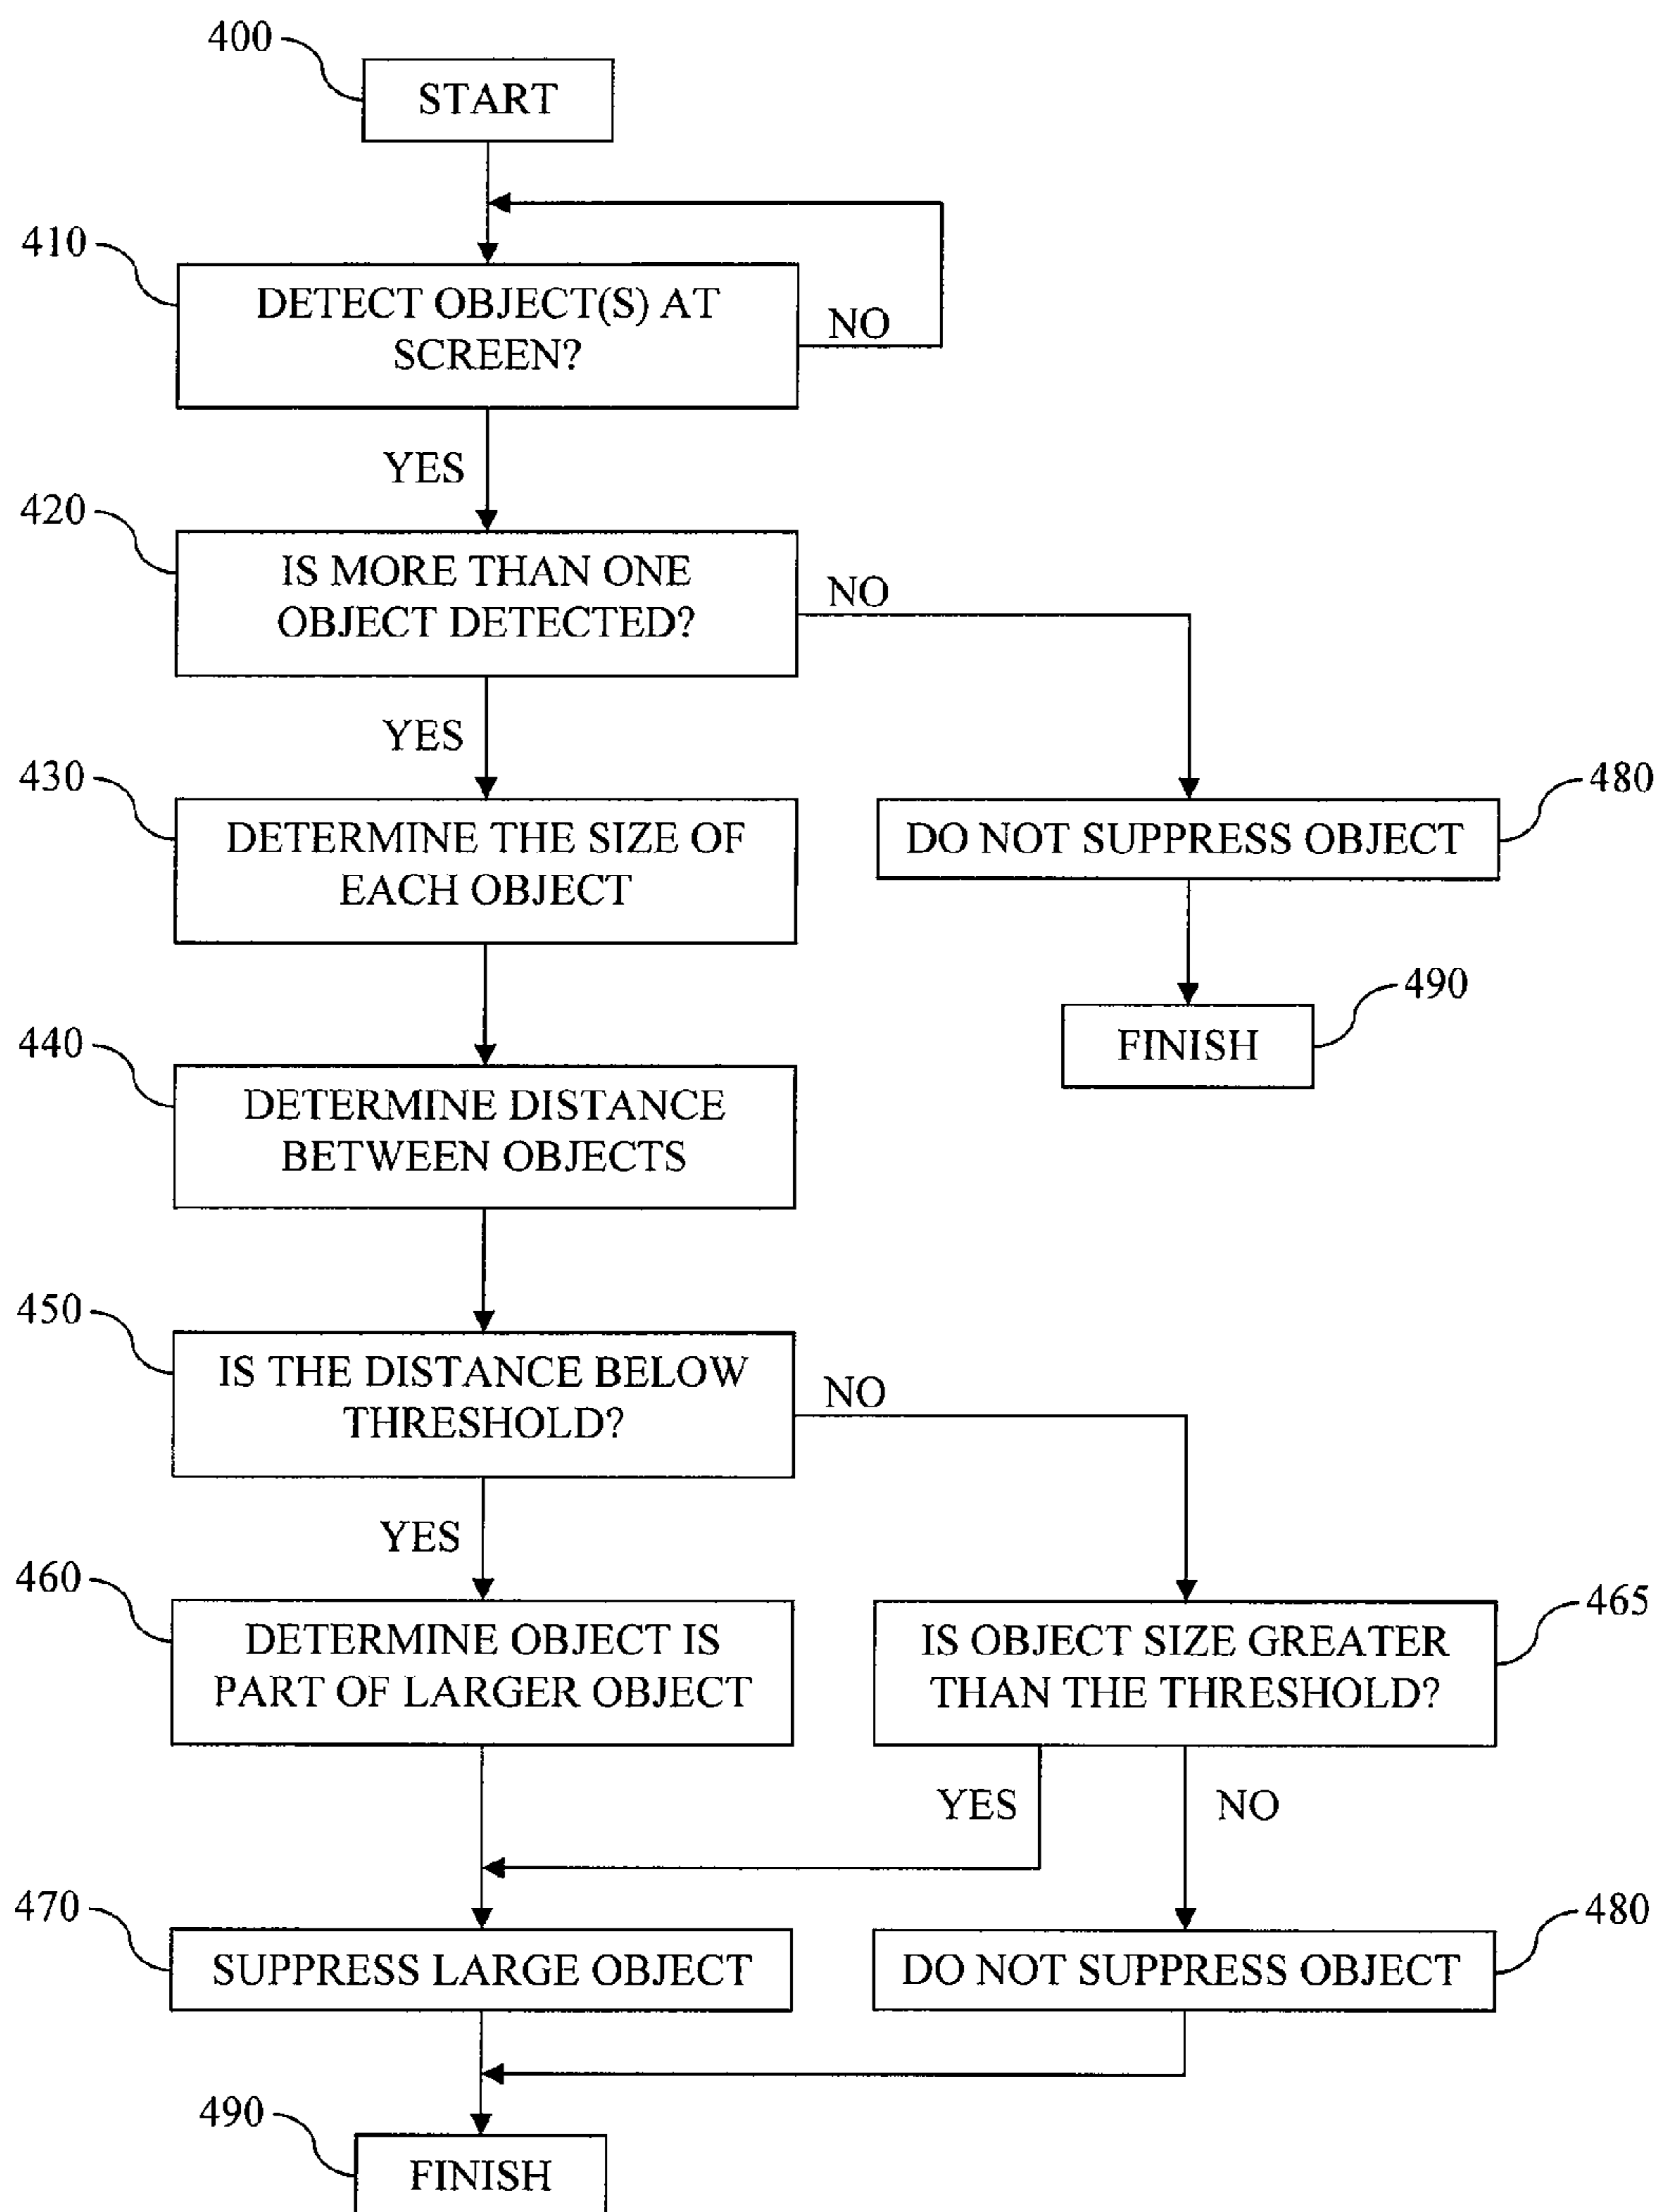 400
START
410
DETECT OBJECT(S) AT
SCREEN?
NO
YES
420
IS MORE THAN ONE
OBJECT DETECTED?
NO
YES
430
DETERMINE THE SIZE OF
EACH OBJECT
480
DO NOT SUPPRESS OBJECT
490
FINISH
440
DETERMINE DISTANCE
BETWEEN OBJECTS
450
IS THE DISTANCE BELOW
THRESHOLD?
NO
YES
460
DETERMINE OBJECT IS
PART OF LARGER OBJECT
465
IS OBJECT SIZE GREATER
THAN THE THRESHOLD?
YES
NO
470
SUPPRESS LARGE OBJECT
480
DO NOT SUPPRESS OBJECT
490
FINISH